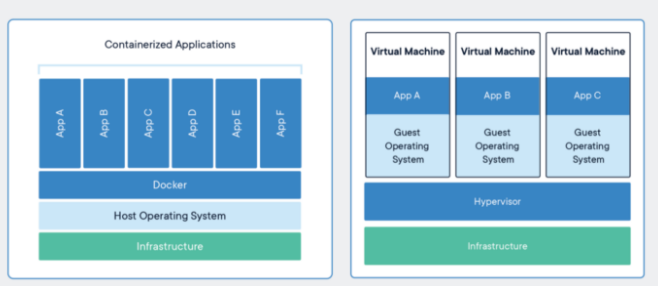 Containerized Applications
App A
App B
App C
App D
App E
App F
Docker
Host Operating System
Infrastructure
Virtual Machine
App A
Guest
Operating
System
Virtual Machine
App B
Guest
Operating
System
Virtual Machine
App C
Guest
Operating
System
Hypervisor
Infrastructure